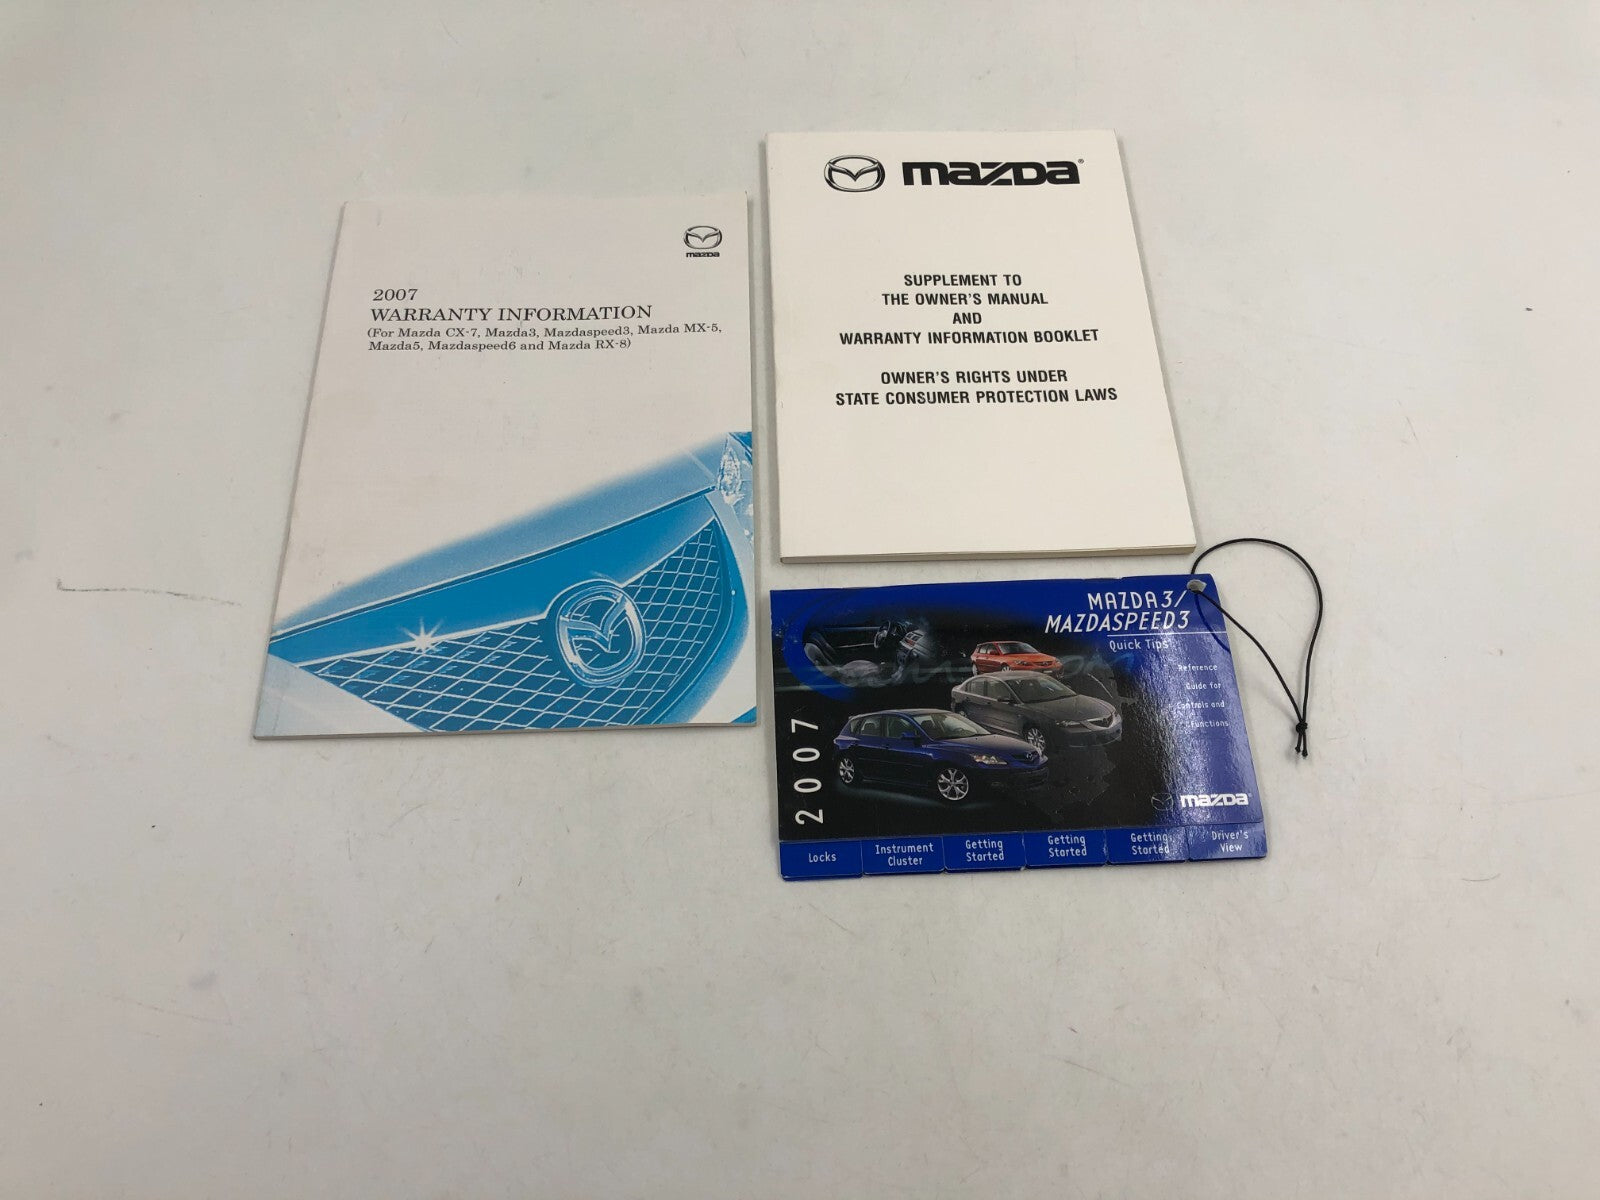 mazda
2007
WARRANTY INFORMATION
(For Mazda CX-7, Mazda3, Mazdaspeed3, Mazda MX-5,
Mazda5, Mazdaspeed6 and Mazda RX-8)
mazda®
SUPPLEMENT TO
THE OWNER'S MANUAL
AND
WARRANTY INFORMATION BOOKLET
OWNER'S RIGHTS UNDER
STATE CONSUMER PROTECTION LAWS
MAZDA3/
MAZDASPEED3
Quick Tips
Reference
Guide for
Controls and
Functions
2007
mazda
Locks
Instrument
Cluster
Getting
Started
Getting
Started
Getting
Started
Driver's
View